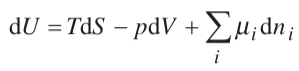 dU = TdS − pdV + ∑ᵢ μᵢdnᵢ